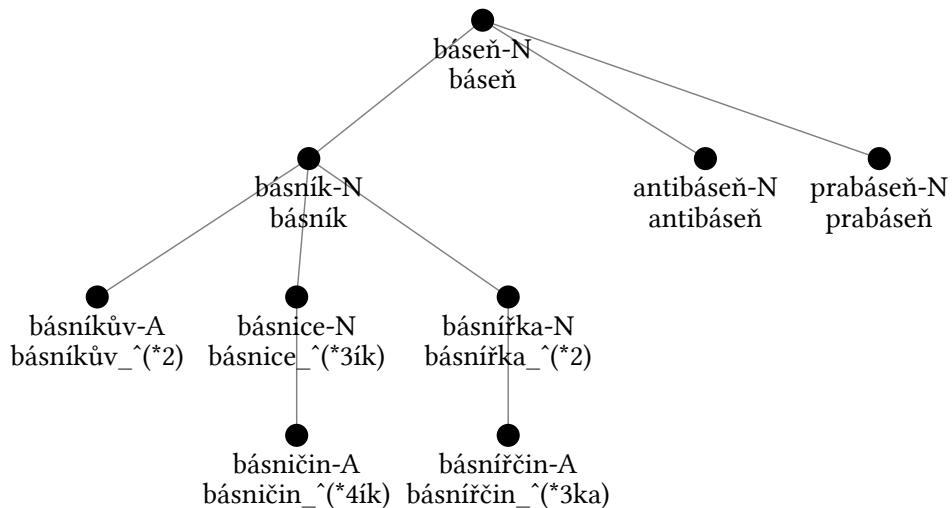 báseň-N
báseň
básník-N
básník
antibáseň-N
antibáseň
prabáseň-N
prabáseň
básníkův-A
básníkův_^(*2)
básnice-N
básnice_^(*3ík)
básnířka-N
básnířka_^(*2)
básničin-A
básničin_^(*4ík)
básnířčin-A
básnířčin_^(*3ka)